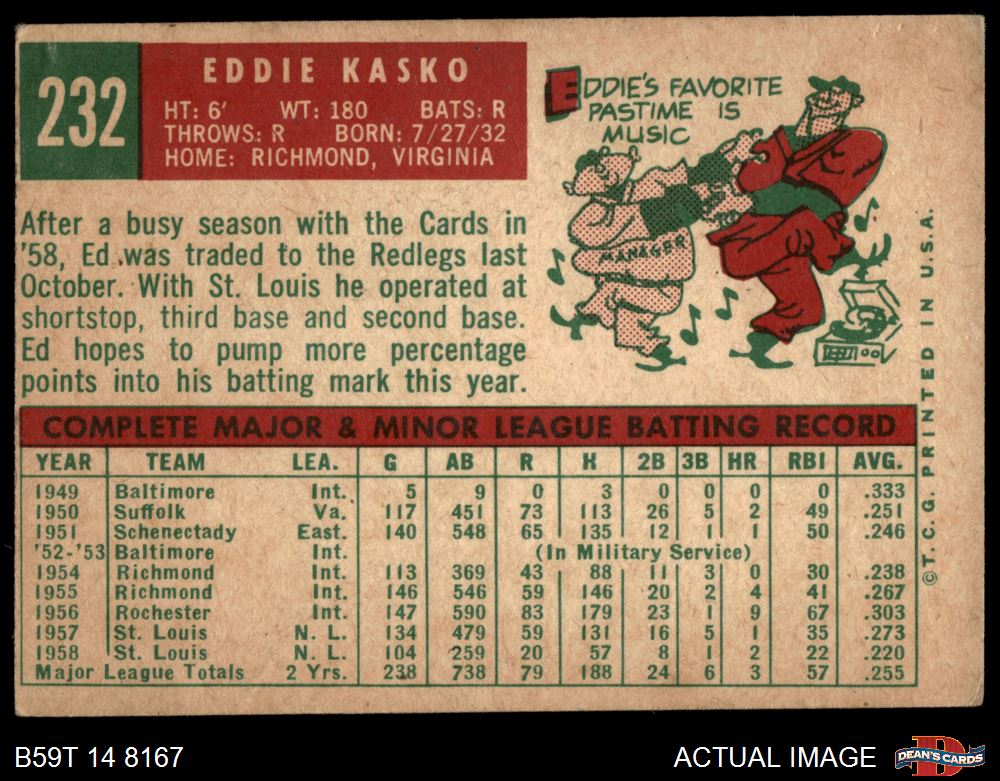 232
EDDIE KASKO
HT: 6' WT: 180 BATS: R
THROWS: R BORN: 7/27/32
HOME: RICHMOND, VIRGINIA
EDDIE'S FAVORITE
PASTIME IS
MUSIC
MANAGER
After a busy season with the Cards in
'58, Ed was traded to the Redlegs last
October. With St. Louis he operated at
shortstop, third base and second base.
Ed hopes to pump more percentage
points into his batting mark this year.
COMPLETE MAJOR & MINOR LEAGUE BATTING RECORD
YEAR TEAM LEA. G AB R H 2B 3B HR RBI AVG.
1949 Baltimore Int. 5 9 0 3 0 0 0 0 .333
1950 Suffolk Va. 117 451 73 113 26 5 2 49 .251
1951 Schenectady East. 140 548 65 135 12 1 1 50 .246
'52-'53 Baltimore Int. (In Military Service)
1954 Richmond Int. 113 369 43 88 11 3 0 30 .238
1955 Richmond Int. 146 546 59 146 20 2 4 41 .267
1956 Rochester Int. 147 590 83 179 23 1 9 67 .303
1957 St. Louis N. L. 134 479 59 131 16 5 1 35 .273
1958 St. Louis N. L. 104 259 20 57 8 1 2 22 .220
Major League Totals 2 Yrs. 238 738 79 188 24 6 3 57 .255
© T. C. G. PRINTED IN U.S.A.
B59T 14 8167
ACTUAL IMAGE
D
DEAN'S CARDS